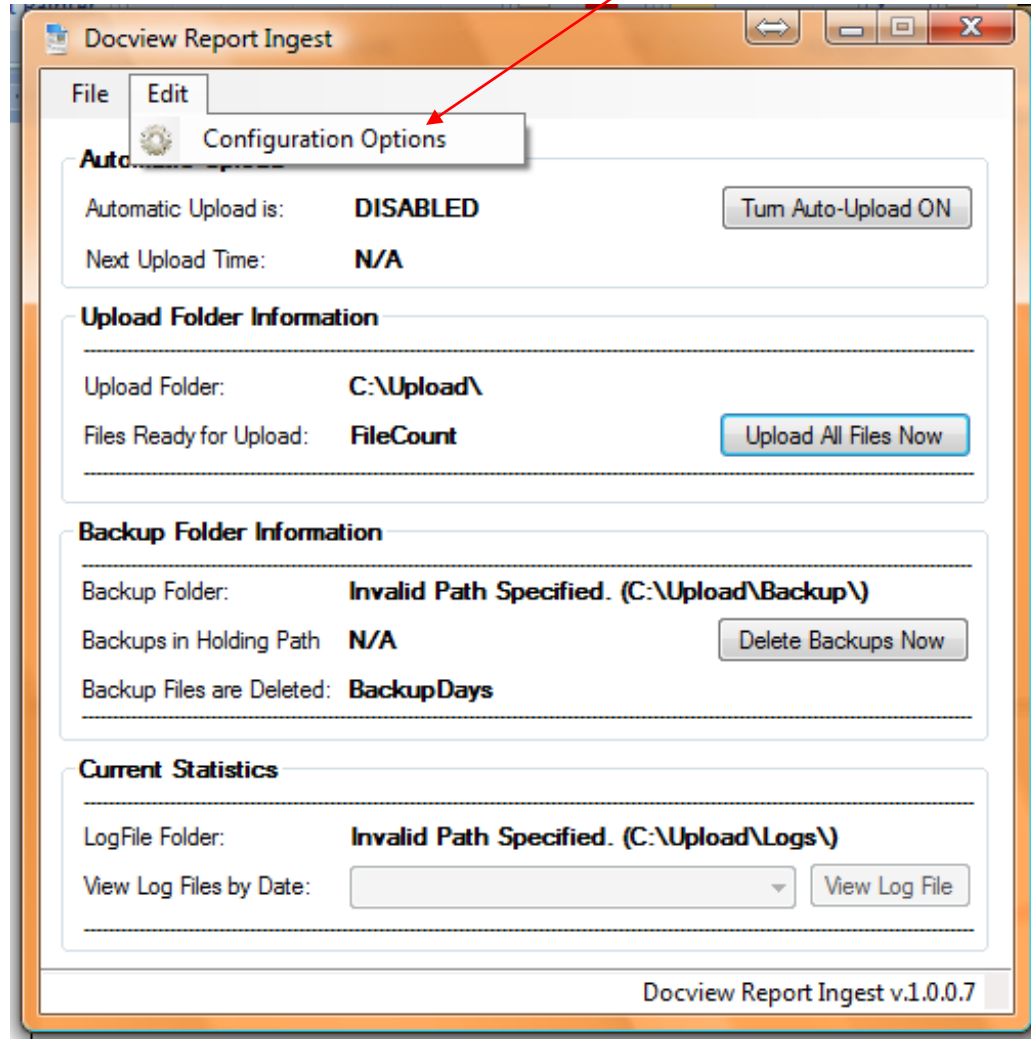 Docview Report Ingest
File Edit
Configuration Options
Automatic Upload is: DISABLED Turn Auto-Upload ON
Next Upload Time: N/A
Upload Folder Information
Upload Folder: C:\Upload\
Files Ready for Upload: FileCount Upload All Files Now
Backup Folder Information
Backup Folder: Invalid Path Specified. (C:\Upload\Backup\)
Backups in Holding Path N/A Delete Backups Now
Backup Files are Deleted: BackupDays
Current Statistics
LogFile Folder: Invalid Path Specified. (C:\Upload\Logs\)
View Log Files by Date: View Log File
Docview Report Ingest v.1.0.0.7